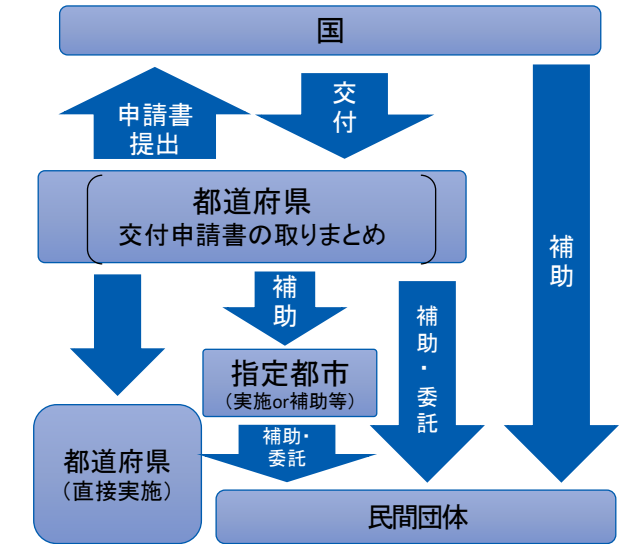 国
申請書
提出
交
付
都道府県
交付申請書の取りまとめ
補
助
補
助
指定都市
（実施or補助等）
補
助
・
委
託
補助・
委託
都道府県
（直接実施）
民間団体